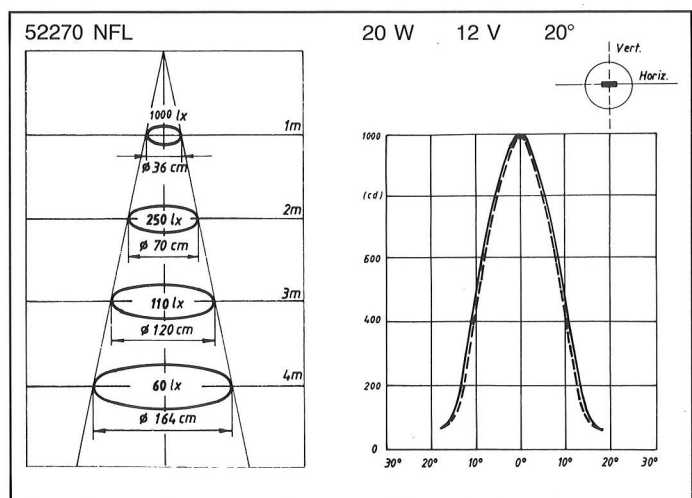 52270 NFL
20 W 12 V 20°
Vert.
Horiz.
1000 lx
1m
ø 36 cm
250 lx
2m
ø 70 cm
110 lx
3m
ø 120 cm
60 lx
4m
ø 164 cm
1000
(cd)
600
400
200
0
30° 20° 10° 0° 10° 20° 30°